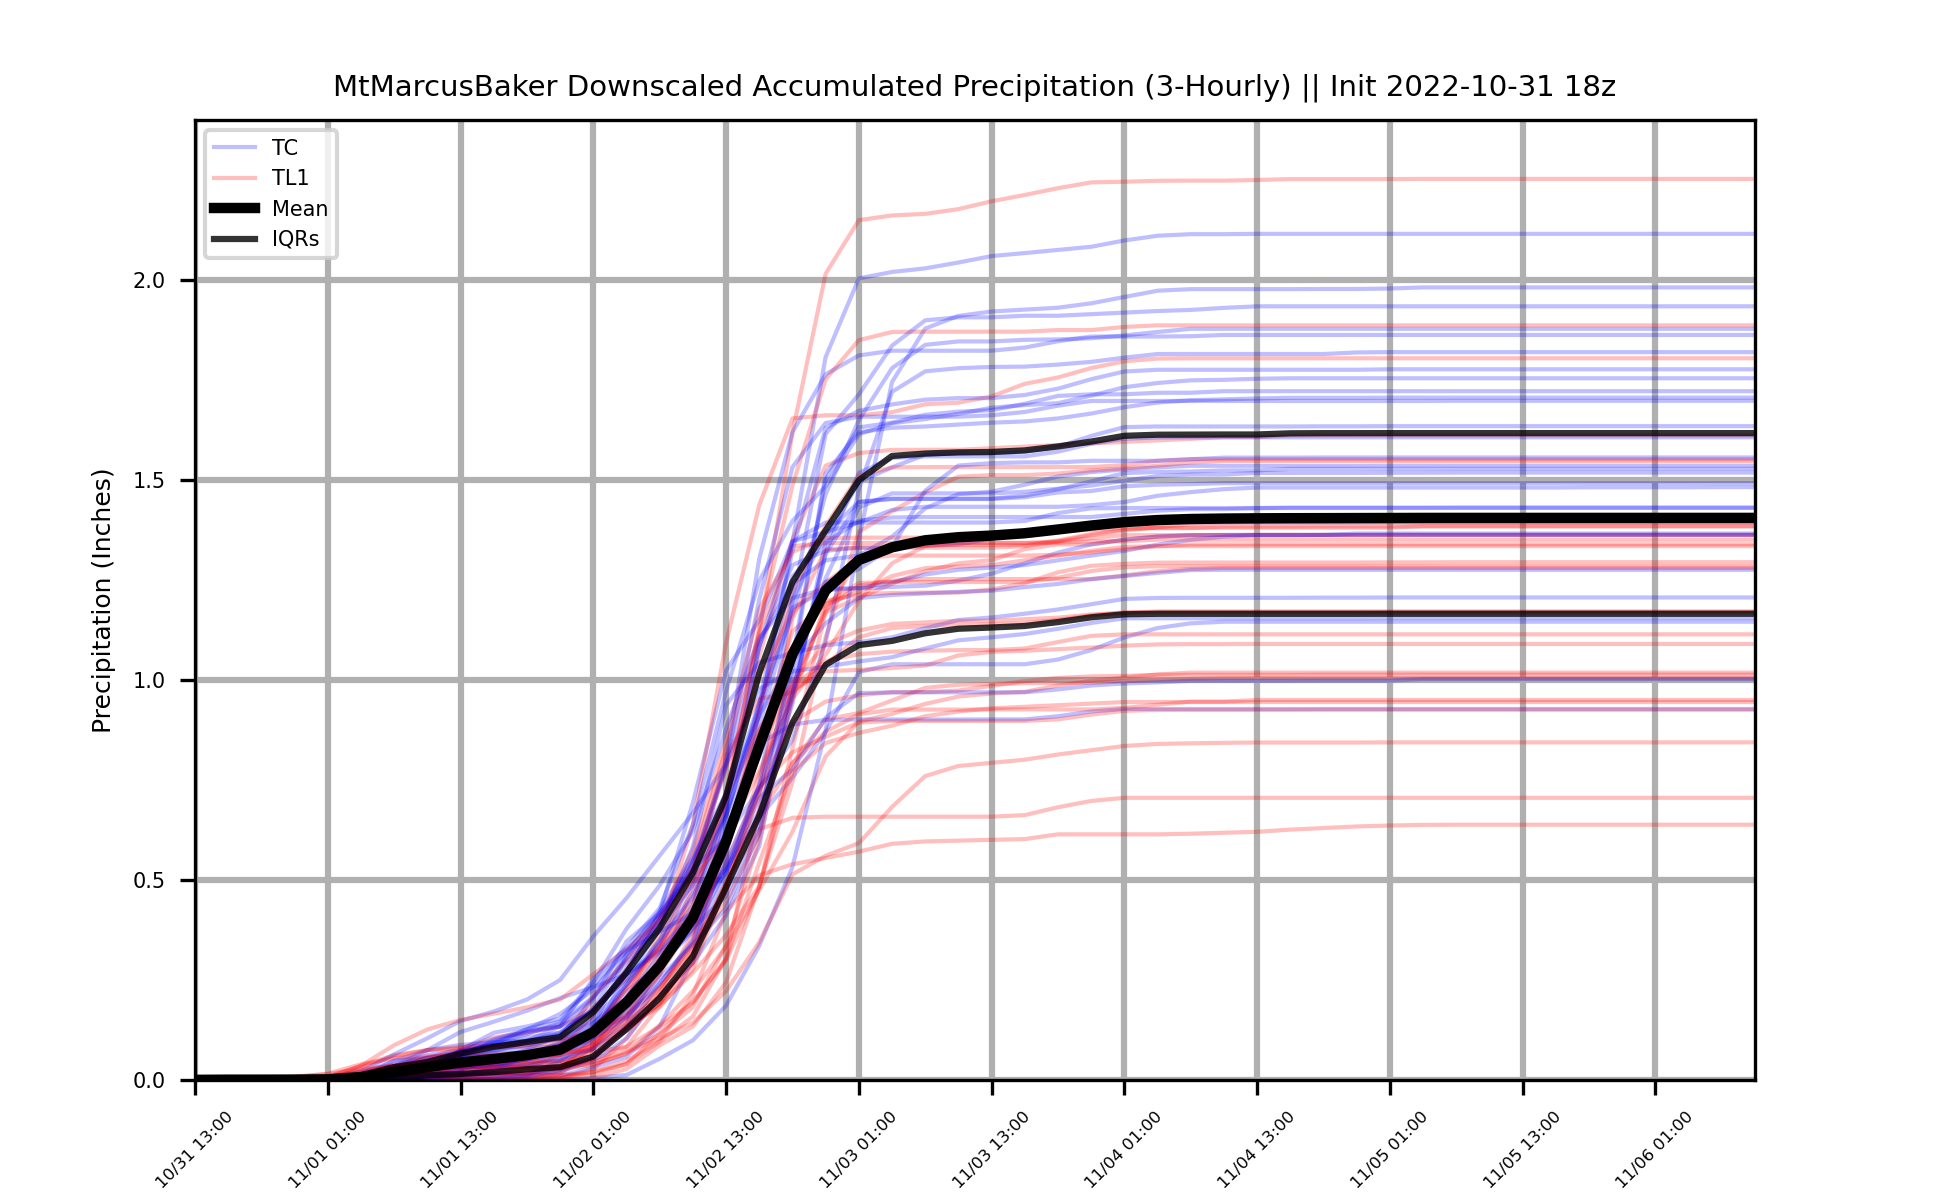 MtMarcusBaker Downscaled Accumulated Precipitation (3-Hourly) || Init 2022-10-31 18z
TC
TL1
Mean
IQRs
Precipitation (Inches)
2.0
1.5
1.0
0.5
0.0
10/31 13:00
11/01 01:00
11/01 13:00
11/02 01:00
11/02 13:00
11/03 01:00
11/03 13:00
11/04 01:00
11/04 13:00
11/05 01:00
11/05 13:00
11/06 01:00